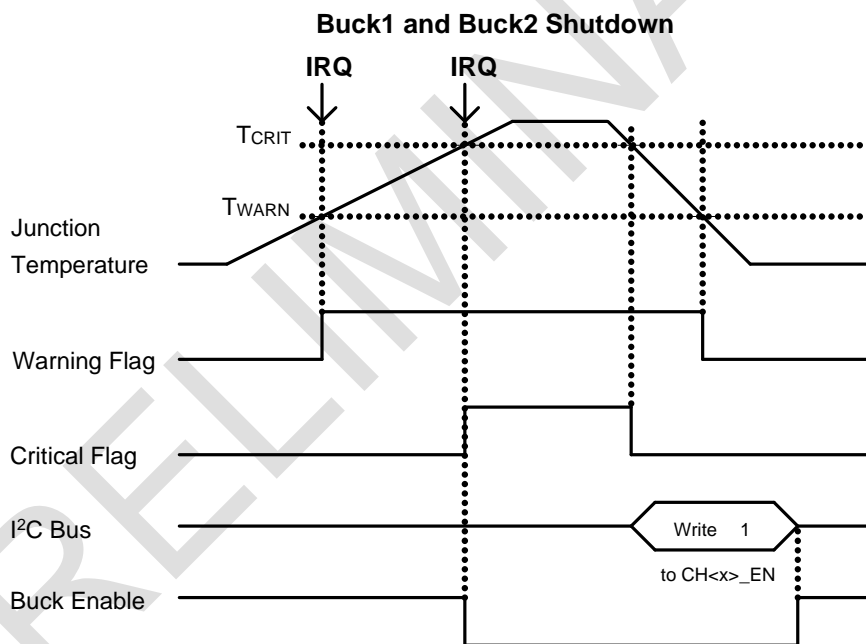 Buck1 and Buck2 Shutdown
IRQ IRQ
TCRIT
TWARN
Junction
Temperature
Warning Flag
Critical Flag
I²C Bus
Write 1
to CH<x>_EN
Buck Enable
RELIMINA